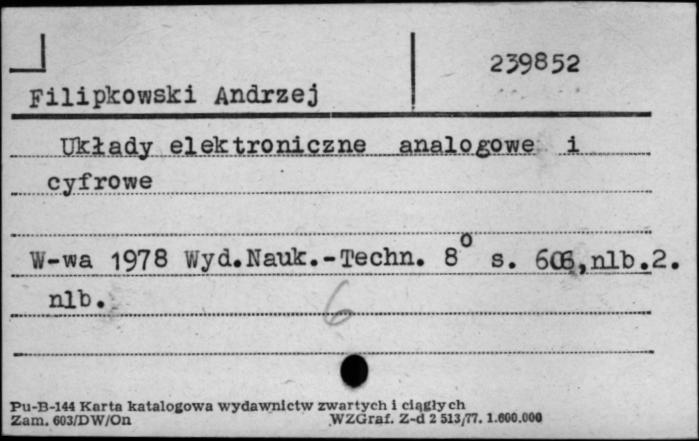 239852
Filipkowski Andrzej
Układy elektroniczne analogowe i
cyfrowe
W-wa 1978 Wyd.Nauk.-Techn. 8° s. 606,nlb.2.
nlb.
6
Pu-B-144 Karta katalogowa wydawnictw zwartych i ciągłych
Zam. 603/DW/On WZGraf. Z-d 2 513/77. 1.600.000